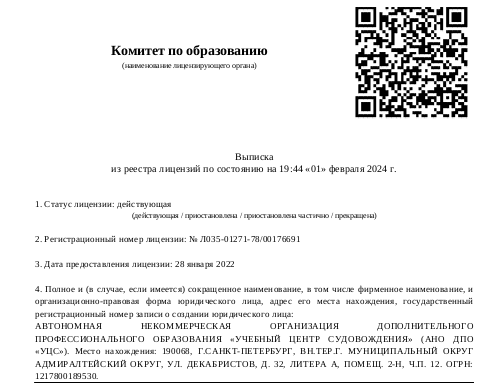 Комитет по образованию
(наименование лицензирующего органа)
Выписка
из реестра лицензий по состоянию на 19:44 «01» февраля 2024 г.
1. Статус лицензии: действующая
(действующая / приостановлена / приостановлена частично / прекращена)
2. Регистрационный номер лицензии: № Л035-01271-78/00176691
3. Дата предоставления лицензии: 28 января 2022
4. Полное и (в случае, если имеется) сокращенное наименование, в том числе фирменное наименование, и
организационно-правовая форма юридического лица, адрес его места нахождения, государственный
регистрационный номер записи о создании юридического лица:
АВТОНОМНАЯ НЕКОММЕРЧЕСКАЯ ОРГАНИЗАЦИЯ ДОПОЛНИТЕЛЬНОГО
ПРОФЕССИОНАЛЬНОГО ОБРАЗОВАНИЯ «УЧЕБНЫЙ ЦЕНТР СУДОВОЖДЕНИЯ» (АНО ДПО
«УЦС»). Место нахождения: 190068, Г.САНКТ-ПЕТЕРБУРГ, ВН.ТЕР.Г. МУНИЦИПАЛЬНЫЙ ОКРУГ
АДМИРАЛТЕЙСКИЙ ОКРУГ, УЛ. ДЕКАБРИСТОВ, Д. 32, ЛИТЕРА А, ПОМЕЩ. 2-Н, Ч.П. 12. ОГРН:
1217800189530.